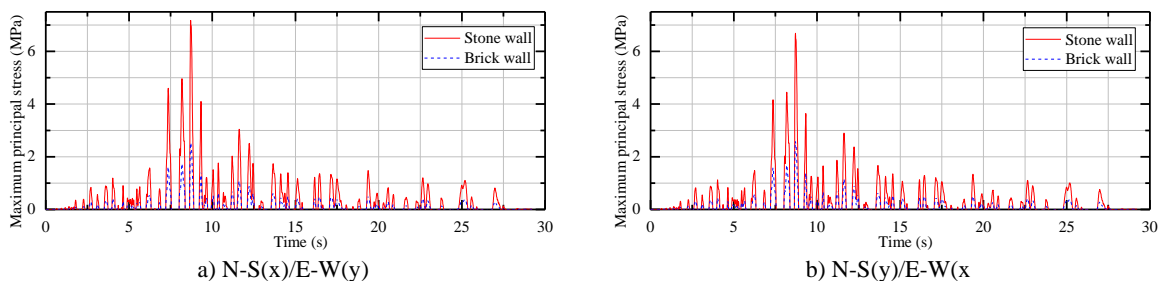 Maximum principal stress (MPa)
6
4
2
0
Stone wall
Brick wall
0 5 10 15 20 25 30
Time (s)
a) N-S(x)/E-W(y)
Maximum principal stress (MPa)
6
4
2
0
Stone wall
Brick wall
0 5 10 15 20 25 30
Time (s)
b) N-S(y)/E-W(x